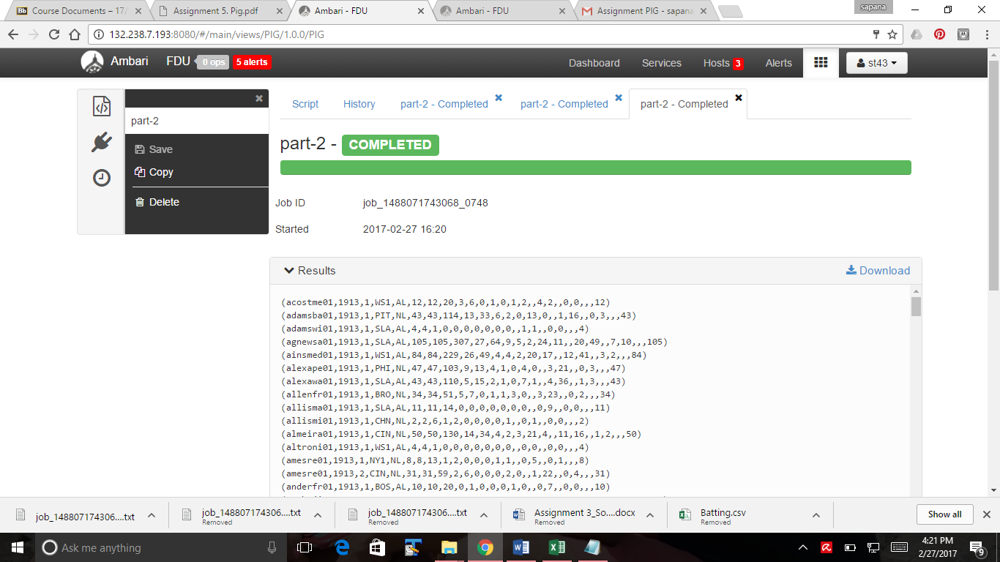 Course Documents – 17/
Assignment 5. Pig.pdf
Ambari - FDU
Ambari - FDU
Assignment PIG - sapana
sapana
132.238.7.193:8080/#/main/views/PIG/1.0.0/PIG
Ambari FDU 0 ops 5 alerts Dashboard Services Hosts 3 Alerts st43
part-2
Save
Copy
Delete
Script History part-2 - Completed part-2 - Completed part-2 - Completed
part-2 - COMPLETED
Job ID job_1488071743068_0748
Started 2017-02-27 16:20
Results Download
(acostme01,1913,1,WS1,AL,12,12,20,3,6,0,1,0,1,2,,4,2,,0,0,,,12)
(adamsba01,1913,1,PIT,NL,43,43,114,13,33,6,2,0,13,0,,1,16,,0,3,,,43)
(adamswi01,1913,1,SLA,AL,4,4,1,0,0,0,0,0,0,0,,1,1,,0,0,,,4)
(agnewsa01,1913,1,SLA,AL,105,105,307,27,64,9,5,2,24,11,,20,49,,7,10,,,105)
(ainsmed01,1913,1,WS1,AL,84,84,229,26,49,4,4,2,20,17,,12,41,,3,2,,,84)
(alexape01,1913,1,PHI,NL,47,47,103,9,13,4,1,0,4,0,,3,21,,0,3,,,47)
(alexawa01,1913,1,SLA,AL,43,43,110,5,15,2,1,0,7,1,,4,36,,1,3,,,43)
(allenfr01,1913,1,BRO,NL,34,34,51,5,7,0,1,1,3,0,,3,23,,0,2,,,34)
(allisma01,1913,1,SLA,AL,11,11,14,0,0,0,0,0,0,0,,0,9,,0,0,,,11)
(allismi01,1913,1,CHN,NL,2,2,6,1,2,0,0,0,0,1,,0,1,,0,0,,,2)
(almeira01,1913,1,CIN,NL,50,50,130,14,34,4,2,3,21,4,,11,16,,1,2,,,50)
(altroni01,1913,1,WS1,AL,4,4,1,0,0,0,0,0,0,0,,0,0,,0,0,,,4)
(amesre01,1913,1,NY1,NL,8,8,13,1,2,0,0,0,1,1,,0,5,,0,1,,,8)
(amesre01,1913,2,CIN,NL,31,31,59,2,6,0,0,0,2,0,,1,22,,0,4,,,31)
(anderfr01,1913,1,BOS,AL,10,10,20,0,1,0,0,0,1,0,,0,7,,0,0,,,10)
job_148807174306....txt
job_148807174306....txt
Removed
job_148807174306....txt
Removed
Assignment 3_So....docx
Removed
Batting.csv
Removed
Show all
Ask me anything
4:21 PM
2/27/2017
9